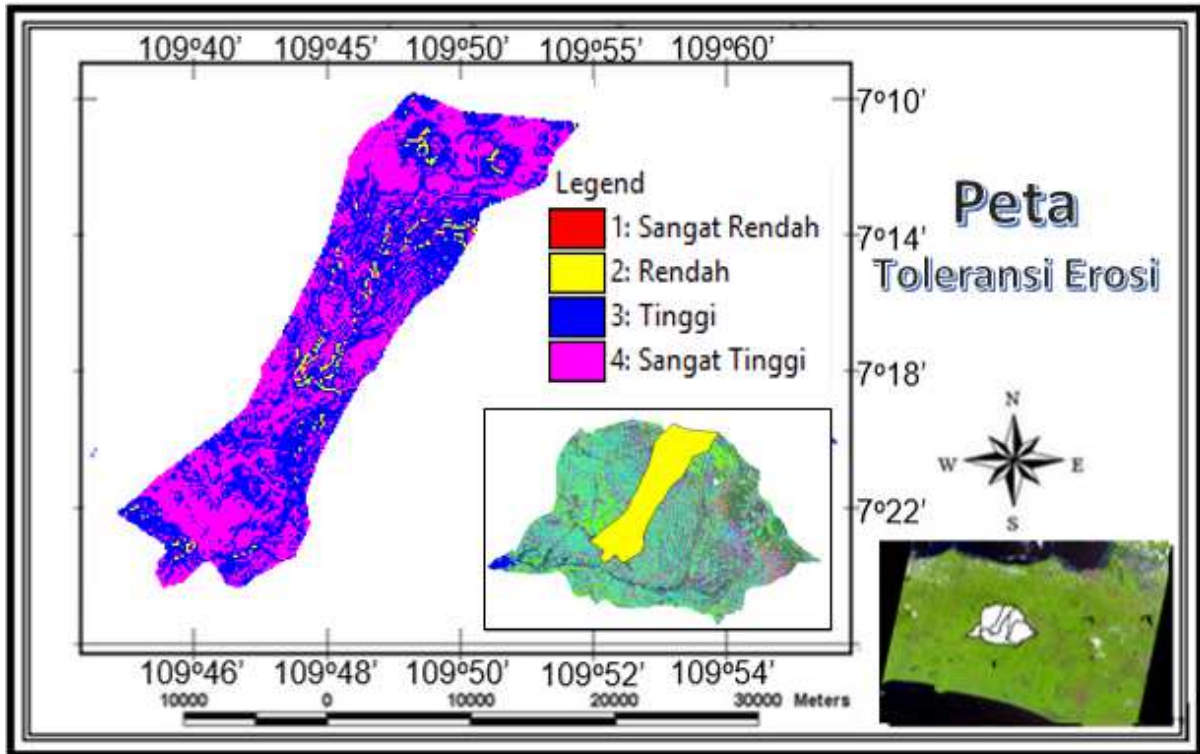 109º40' 109º45' 109º50' 109º55' 109º60'
7º10'
7º14'
7º18'
7º22'
Legend
1: Sangat Rendah
2: Rendah
3: Tinggi
4: Sangat Tinggi
Peta
Toleransi Erosi
N
W E
S
109º46' 109º48' 109º50' 109º52' 109º54'
10000 0 10000 20000 30000 Meters